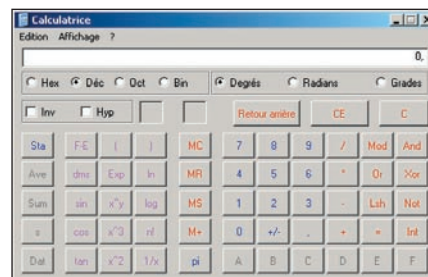 Calculatrice
Edition Affichage ?
0,
Hex Déc Oct Bin Degrés Radians Grades
Inv Hyp Retour arrière CE C
Sta F-E ( ) MC 7 8 9 / Mod And
Ave dms Exp ln MR 4 5 6 * Or Xor
Sum sin x^y log MS 1 2 3 - Lsh Not
s cos x^3 n! M+ 0 +/- . + = Int
Dat tan x^2 1/x pi A B C D E F